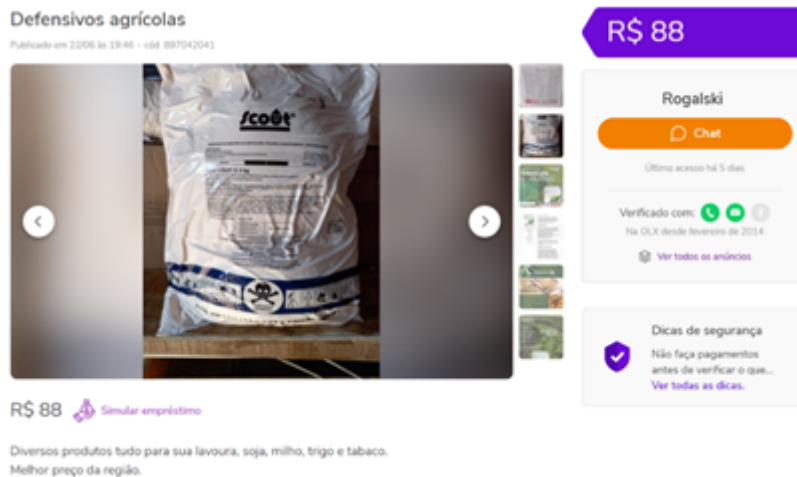 Defensivos agrícolas
Publicado em 22/06 às 19:46 - cód. 897042041
scoüt
R$ 88
Simular empréstimo
Diversos produtos tudo para sua lavoura, soja, milho, trigo e tabaco.
Melhor preço da região.
R$ 88
Rogalski
Chat
Último acesso há 5 dias
Verificado com:
Na OLX desde fevereiro de 2014
Ver todos os anúncios
Dicas de segurança
Não faça pagamentos
antes de verificar o que...
Ver todas as dicas.